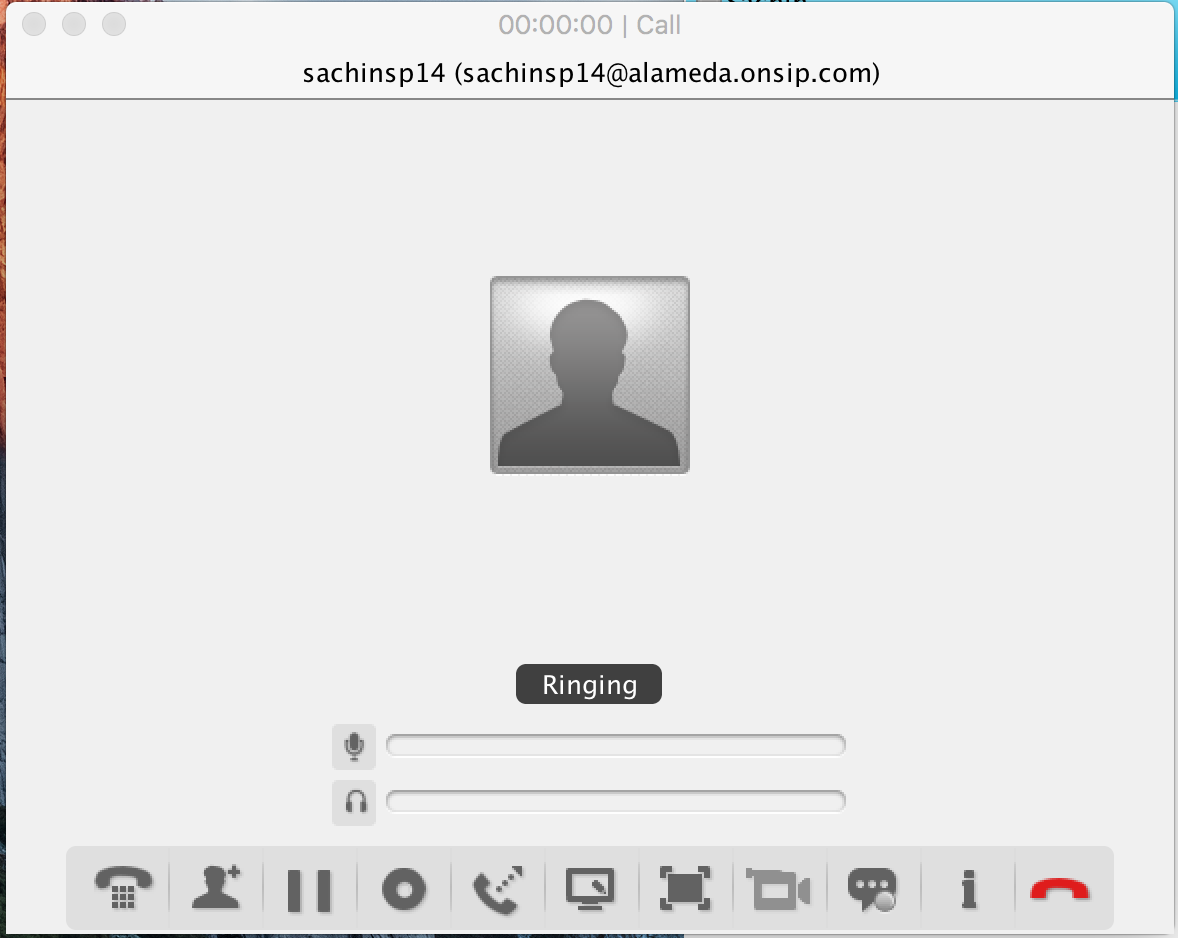 00:00:00 | Call
sachinsp14 (sachinsp14@alameda.onsip.com)
Ringing